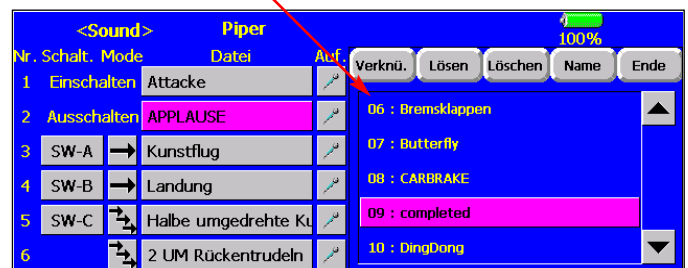 <Sound> Piper 100%
Nr. Schalt. Mode Datei Auf. Verknü. Lösen Löschen Name Ende
1 Einschalten Attacke
2 Ausschalten APPLAUSE
3 SW-A Kunstflug
4 SW-B Landung
5 SW-C Halbe umgedrehte Ku
6 2 UM Rückentrudeln
06 : Bremsklappen
07 : Butterfly
08 : CARBRAKE
09 : completed
10 : DingDong